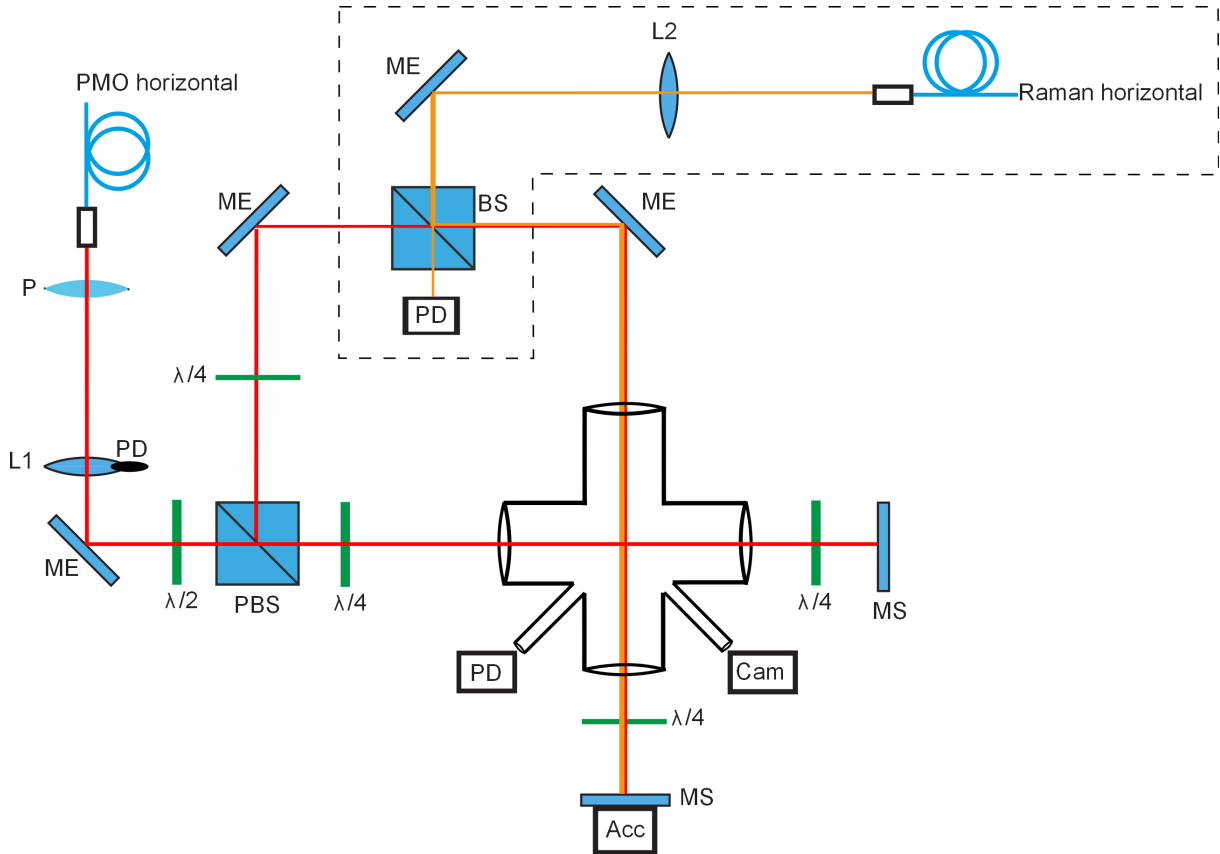 L2
ME
PMO horizontal
Raman horizontal
ME
BS
ME
P
PD
λ/4
L1
PD
ME
λ/2
PBS
λ/4
λ/4
MS
PD
Cam
λ/4
MS
Acc